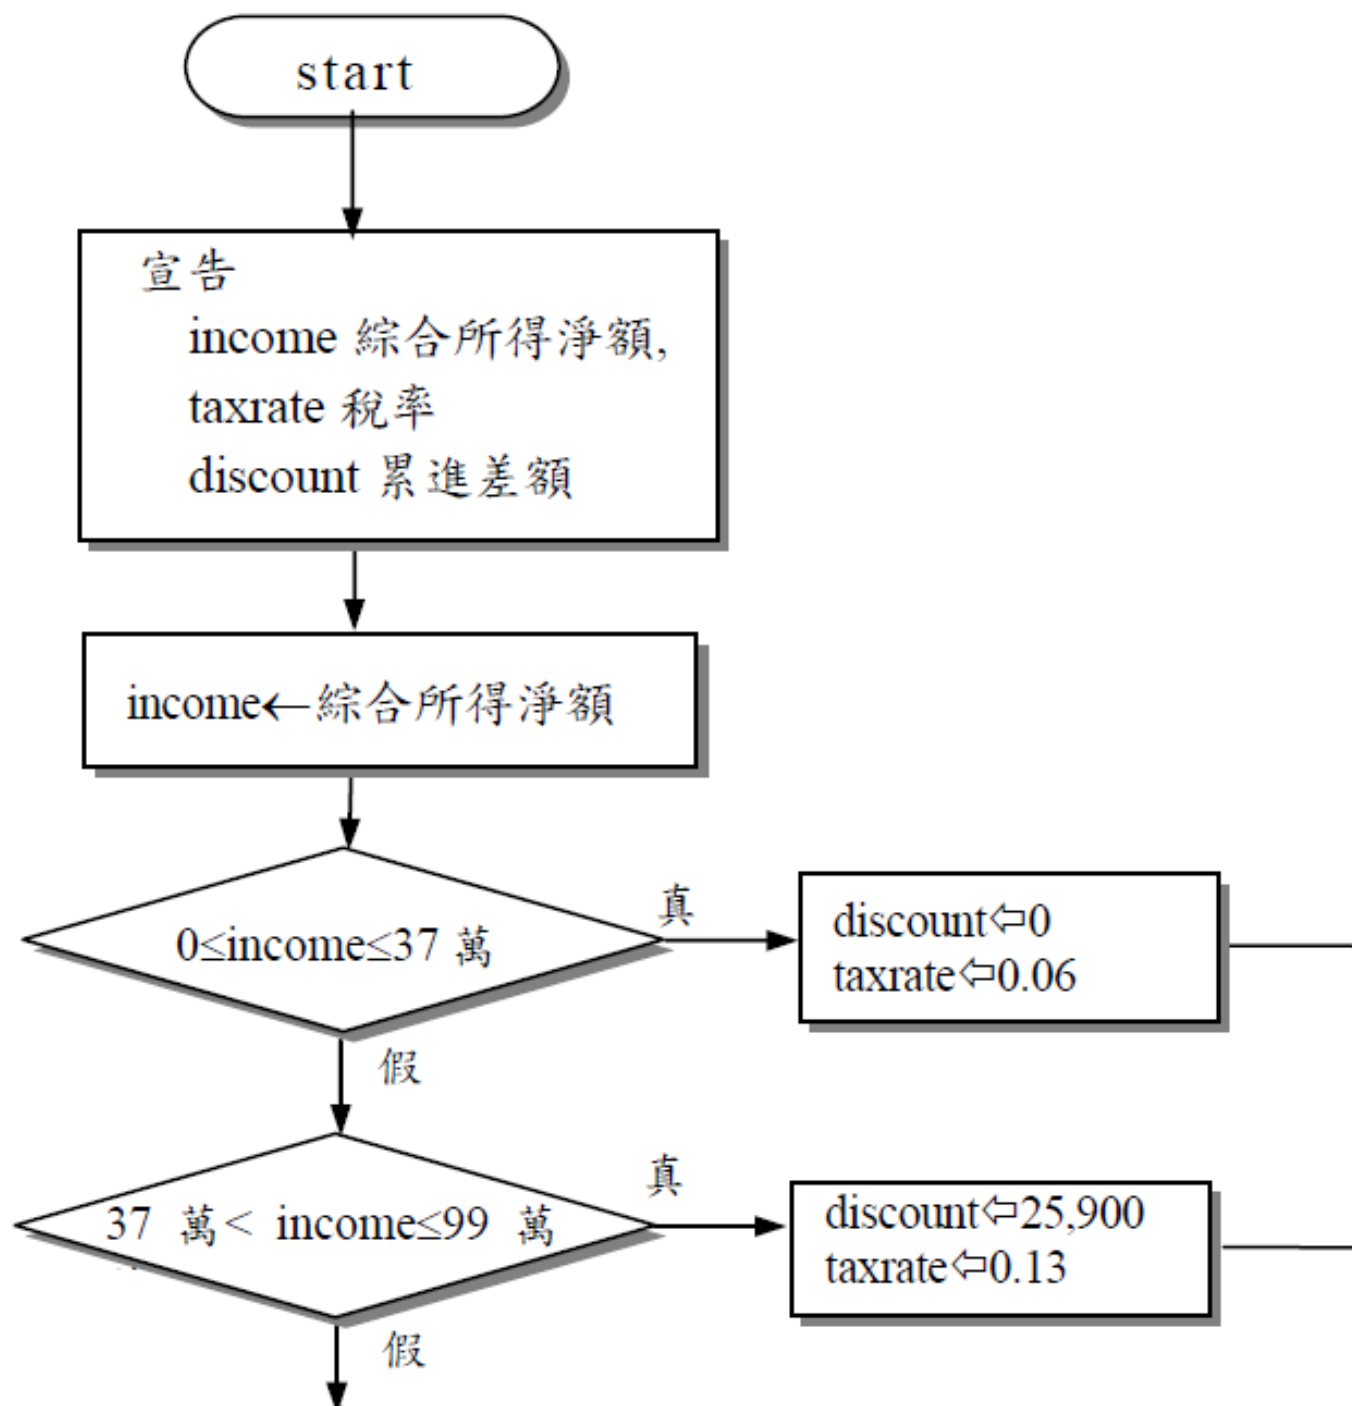 start
宣告
income 綜合所得淨額,
taxrate 稅率
discount 累進差額
income←綜合所得淨額
0≤income≤37 萬
真
discount⇦0
taxrate⇦0.06
假
37 萬< income≤99 萬
真
discount⇦25,900
taxrate⇦0.13
假